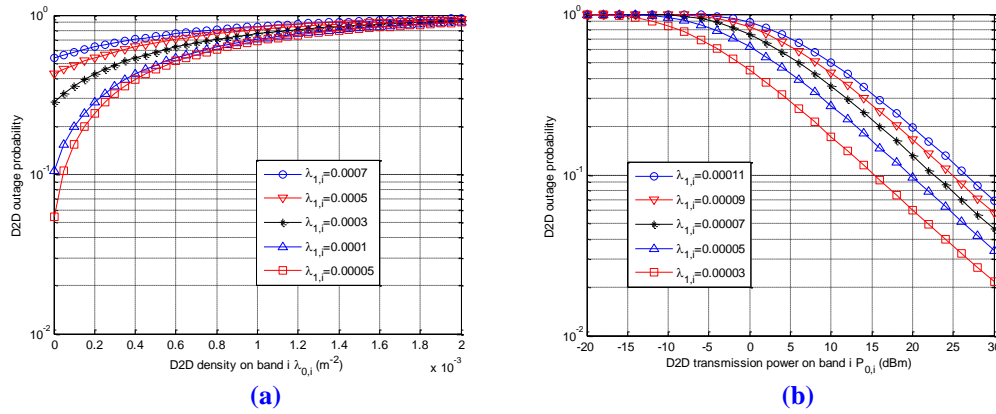 10^0
10^-1
10^-2
D2D outage probability
λ1,i=0.0007
λ1,i=0.0005
λ1,i=0.0003
λ1,i=0.0001
λ1,i=0.00005
0 0.2 0.4 0.6 0.8 1 1.2 1.4 1.6 1.8 2
D2D density on band i λ0,i (m^-2)
x 10^-3
(a)
10^0
10^-1
10^-2
D2D outage probability
λ1,i=0.00011
λ1,i=0.00009
λ1,i=0.00007
λ1,i=0.00005
λ1,i=0.00003
-20 -15 -10 -5 0 5 10 15 20 25 30
D2D transmission power on band i P0,i (dBm)
(b)